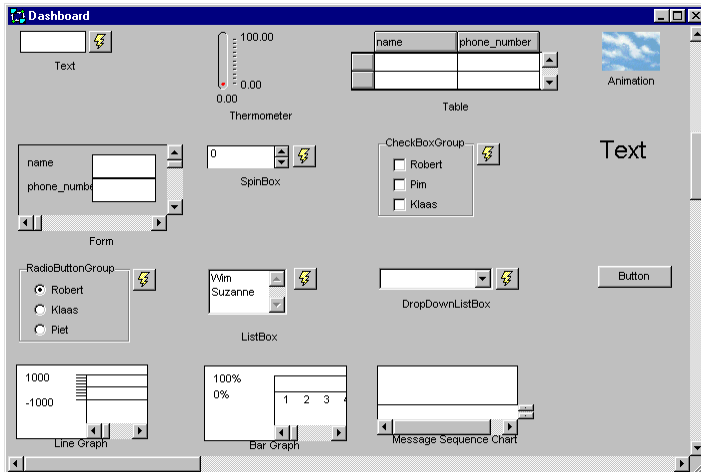 Dashboard
Text
100.00
0.00
0.00
Thermometer
name phone_number
Table
Animation
name
phone_numbe
Form
0
SpinBox
CheckBoxGroup
Robert
Pim
Klaas
Text
RadioButtonGroup
Robert
Klaas
Piet
Wim
Suzanne
ListBox
DropDownListBox
Button
1000
-1000
Line Graph
100%
0%
1 2 3
Bar Graph
Message Sequence Chart